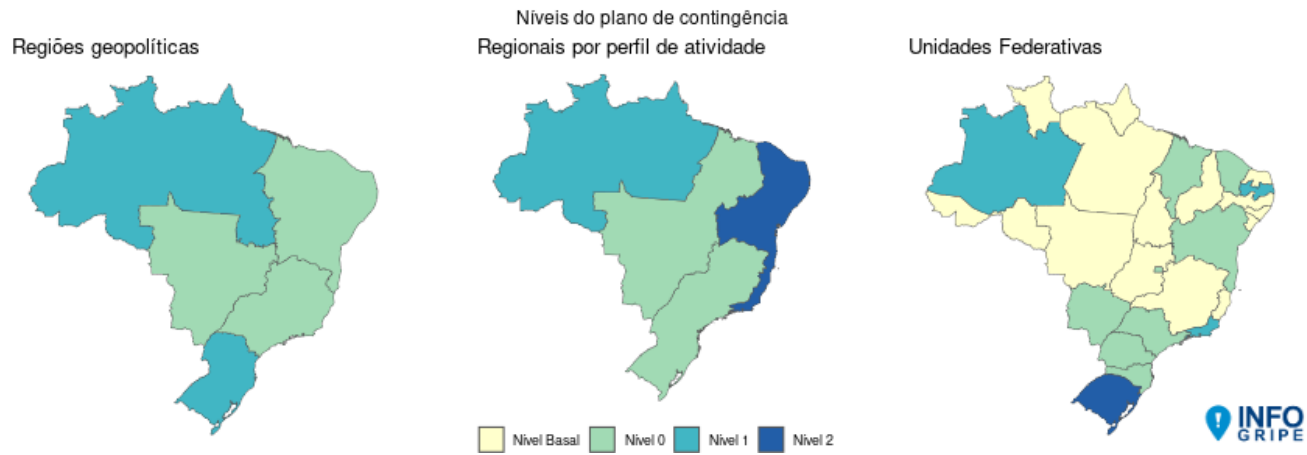 Níveis do plano de contingência
Regiões geopolíticas
Regionais por perfil de atividade
Unidades Federativas
Nível Basal
Nível 0
Nível 1
Nível 2
INFO
GRIPE